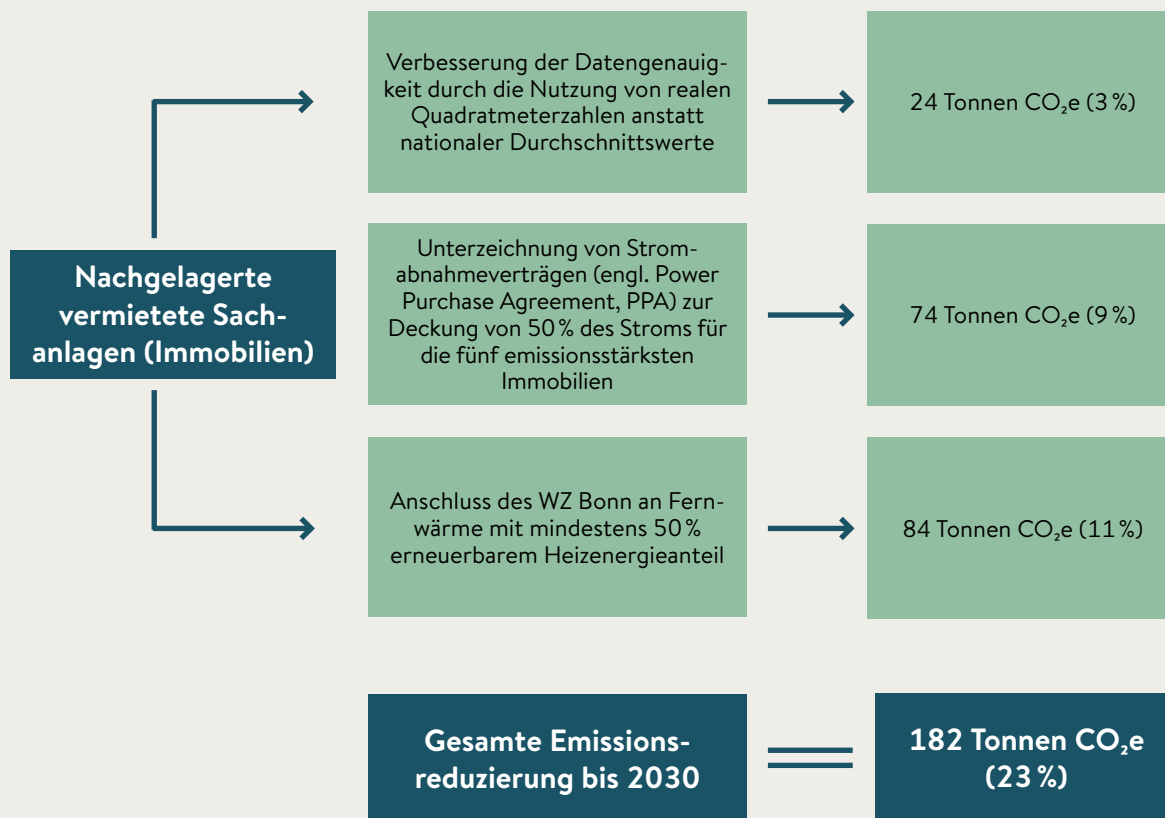 Verbesserung der Datengenauig-
keit durch die Nutzung von realen
Quadratmeterzahlen anstatt
nationaler Durchschnittswerte
24 Tonnen CO₂e (3 %)
Nachgelagerte
vermietete Sach-
anlagen (Immobilien)
Unterzeichnung von Strom-
abnahmeverträgen (engl. Power
Purchase Agreement, PPA) zur
Deckung von 50 % des Stroms für
die fünf emissionsstärksten
Immobilien
74 Tonnen CO₂e (9 %)
Anschluss des WZ Bonn an Fern-
wärme mit mindestens 50 %
erneuerbarem Heizenergieanteil
84 Tonnen CO₂e (11 %)
Gesamte Emissions-
reduzierung bis 2030
182 Tonnen CO₂e
(23 %)